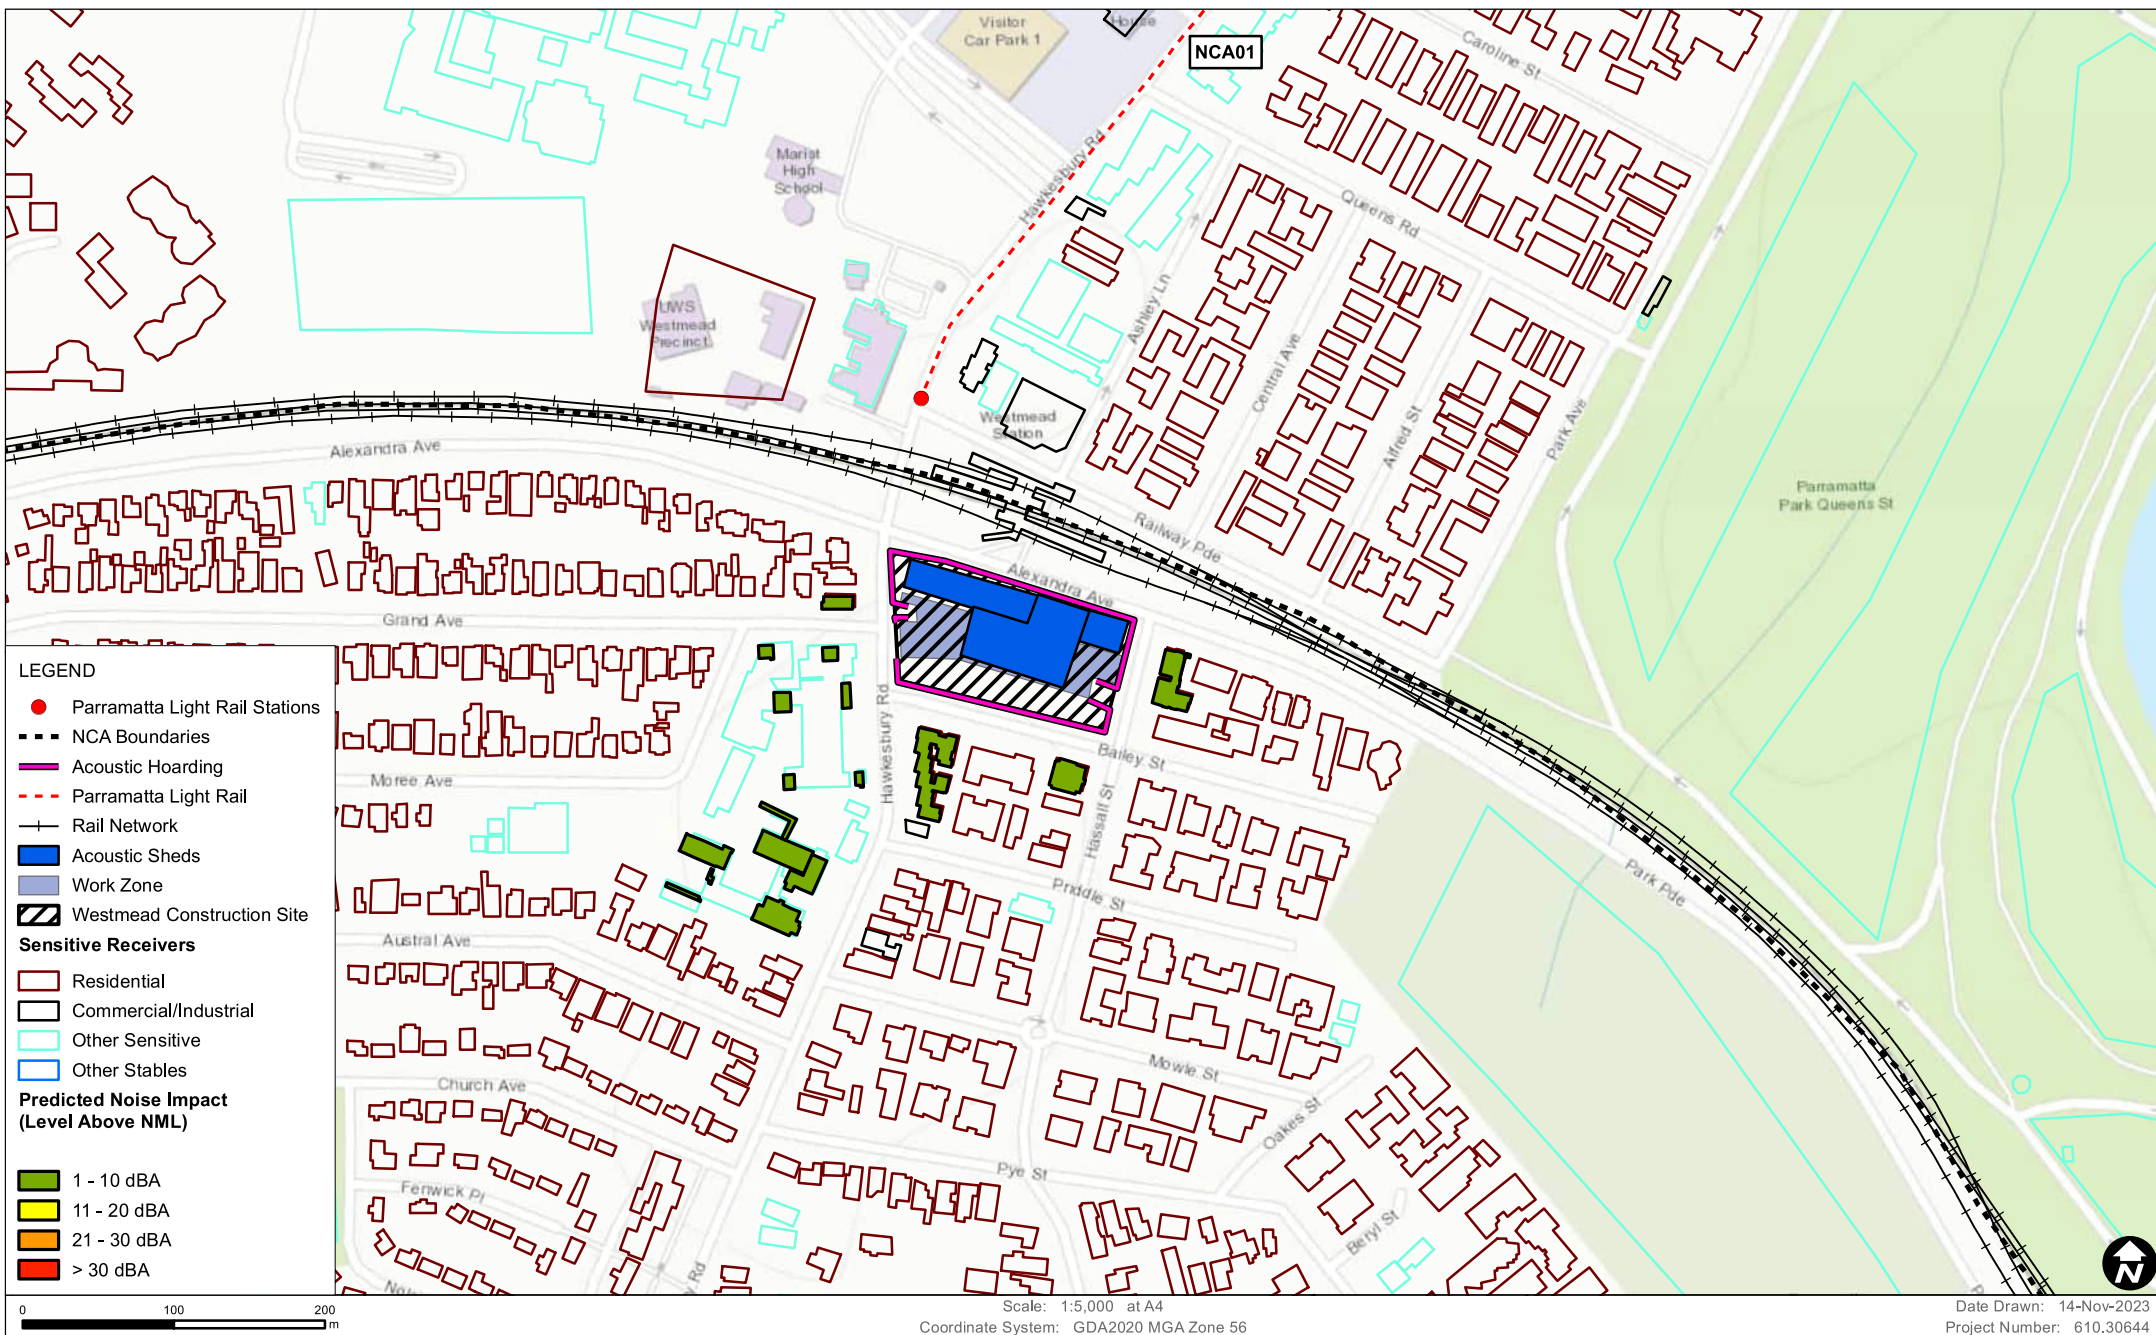 Visitor
Car Park 1
House
NCA01
Caroline St
Marist
High
School
Hawkesbury Rd
Queens Rd
UWS
Westmead
Precinct
Ashley Ln
Central Ave
Alfred St
Park Ave
Westmead
Station
Parramatta
Park Queens St
Alexandra Ave
Railway Pde
Alexandra Ave
Grand Ave
Hawkesbury Rd
Bailey St
Moree Ave
Hassall St
Priddle St
Park Pde
Austral Ave
Mowle St
Church Ave
Oakes St
Pye St
Fenwick Pl
Beryl St
y Rd
LEGEND
Parramatta Light Rail Stations
NCA Boundaries
Acoustic Hoarding
Parramatta Light Rail
Rail Network
Acoustic Sheds
Work Zone
Westmead Construction Site
Sensitive Receivers
Residential
Commercial/Industrial
Other Sensitive
Other Stables
Predicted Noise Impact
(Level Above NML)
1 - 10 dBA
11 - 20 dBA
21 - 30 dBA
> 30 dBA
N
0 100 200
m
Scale: 1:5,000 at A4
Coordinate System: GDA2020 MGA Zone 56
Date Drawn: 14-Nov-2023
Project Number: 610.30644